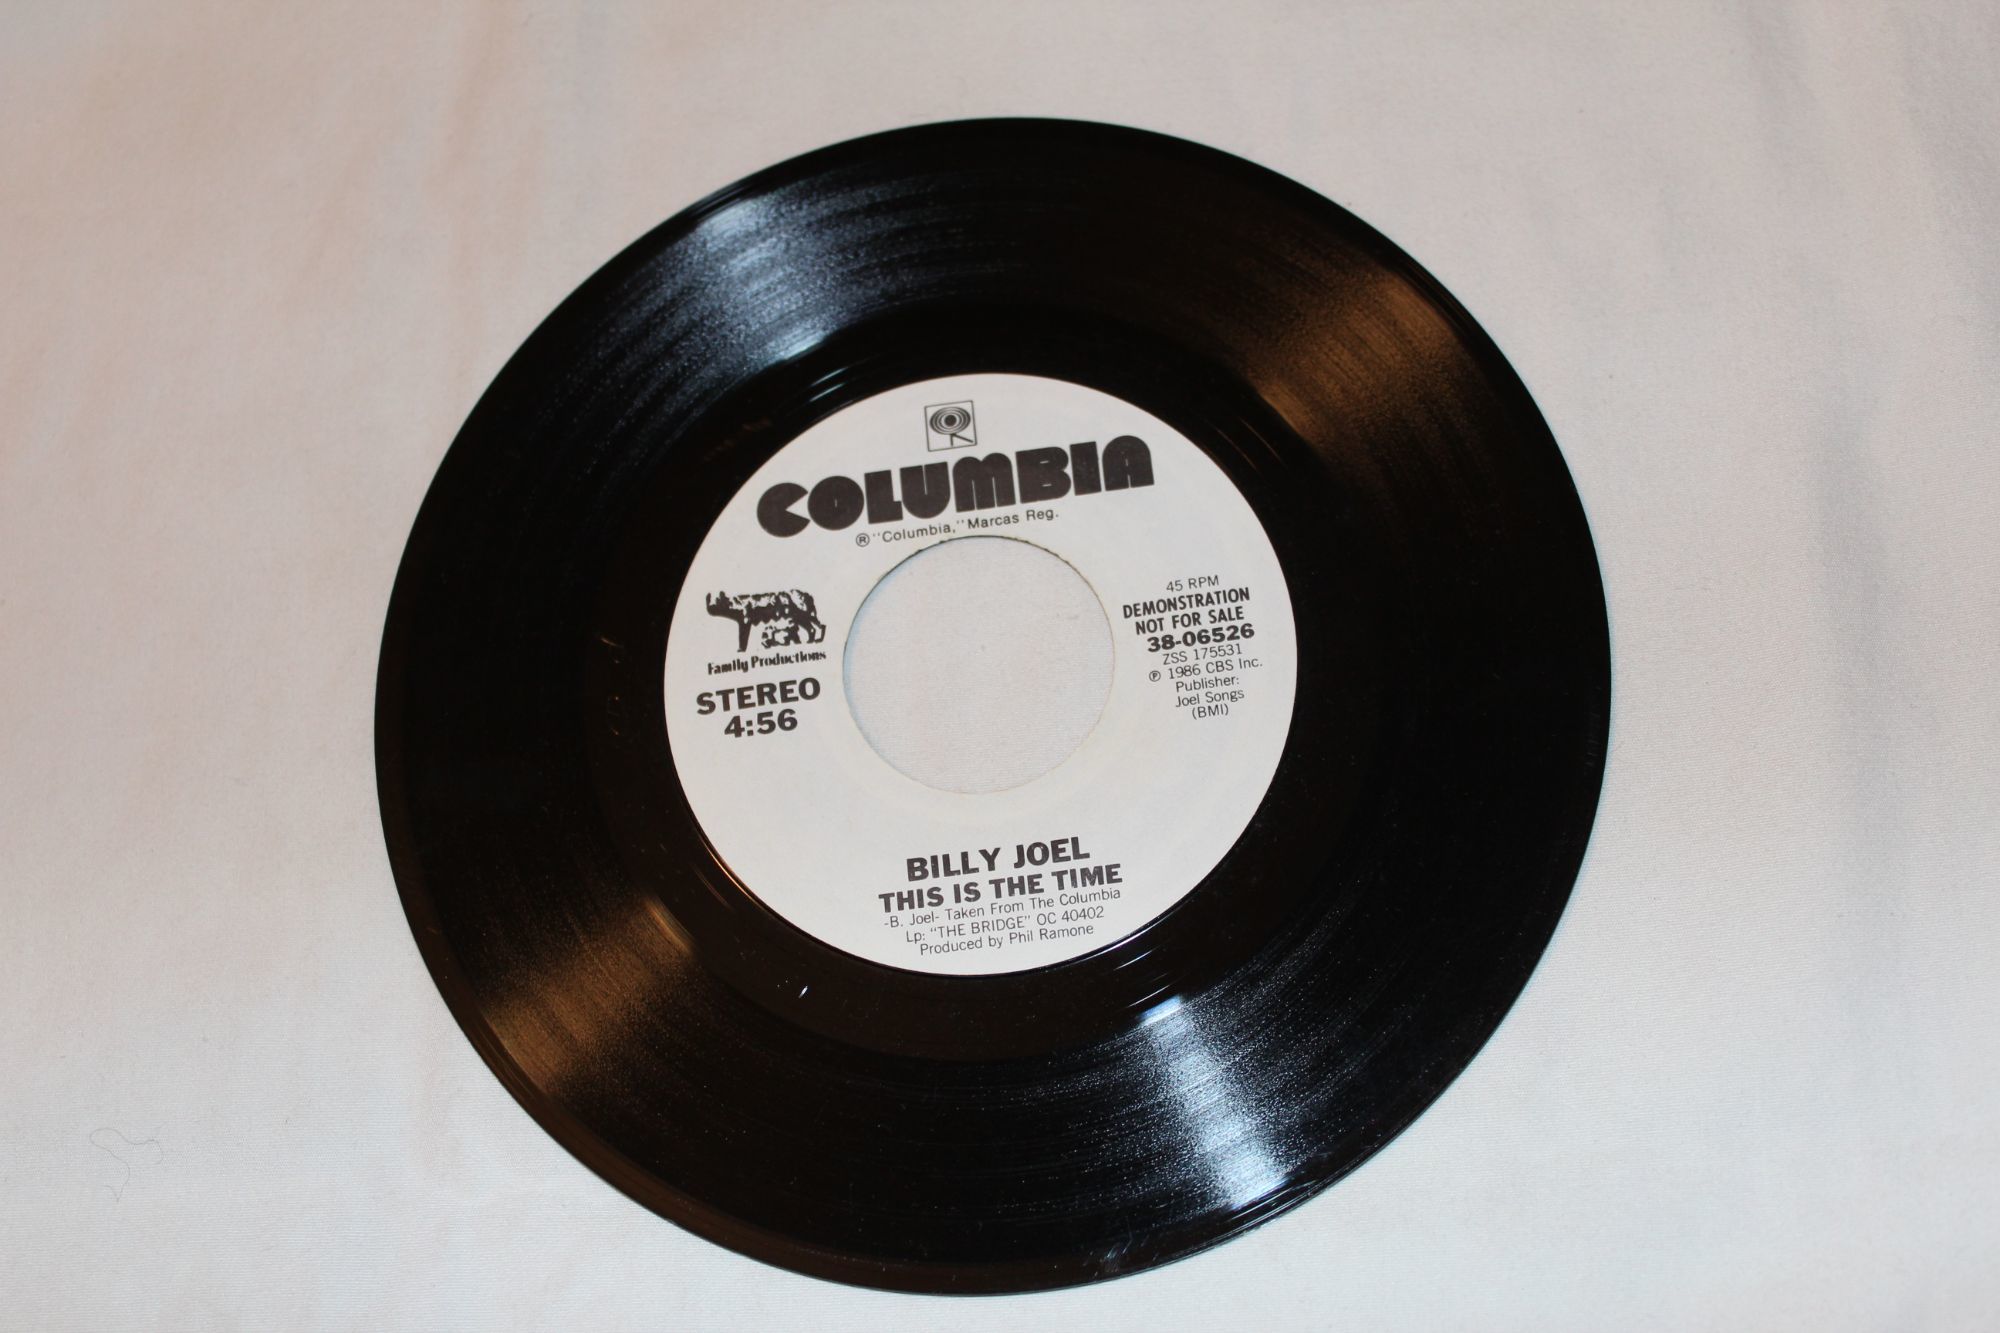 COLUMBIA
®"Columbia," Marcas Reg.
Family Productions
STEREO
4:56
45 RPM
DEMONSTRATION
NOT FOR SALE
38-06526
ZSS 175531
℗ 1986 CBS Inc.
Publisher:
Joel Songs
(BMI)
BILLY JOEL
THIS IS THE TIME
-B. Joel- Taken From The Columbia
Lp: "THE BRIDGE" OC 40402
Produced by Phil Ramone